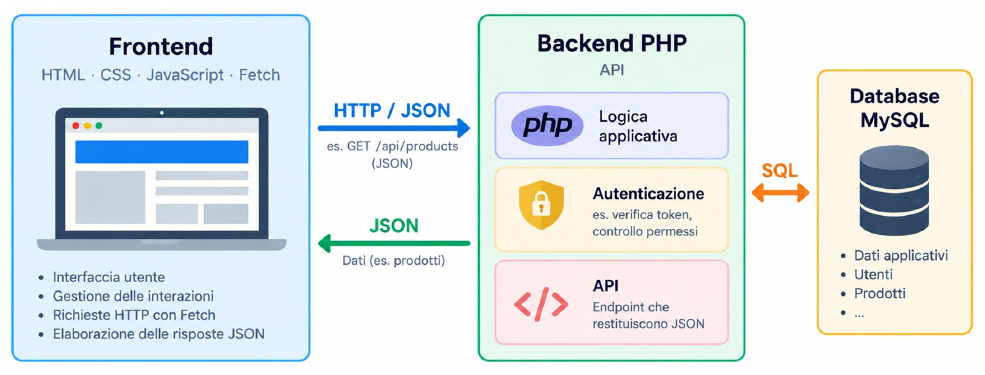 Frontend
HTML · CSS · JavaScript · Fetch
• Interfaccia utente
• Gestione delle interazioni
• Richieste HTTP con Fetch
• Elaborazione delle risposte JSON
HTTP / JSON
es. GET /api/products
(JSON)
JSON
Dati (es. prodotti)
Backend PHP
API
php
Logica
applicativa
Autenticazione
es. verifica token,
controllo permessi
</>
API
Endpoint che
restituiscono JSON
SQL
Database
MySQL
• Dati applicativi
• Utenti
• Prodotti
• ...